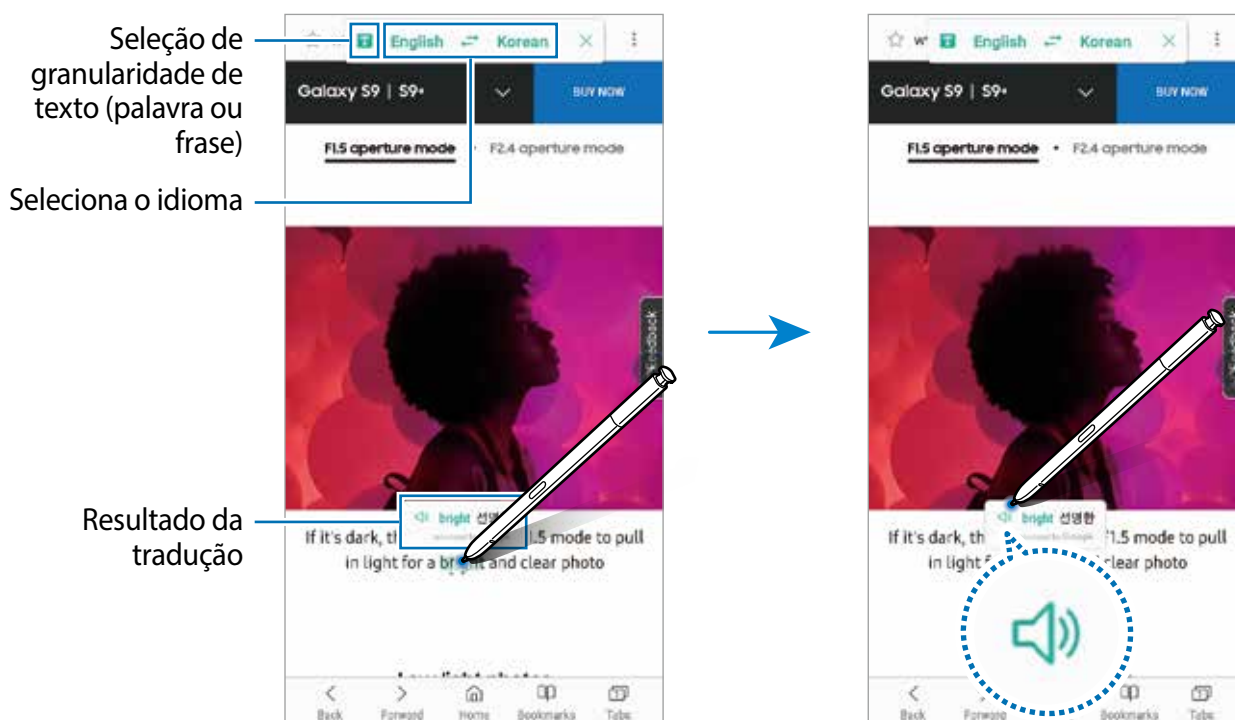 Seleção de
granularidade de
texto (palavra ou
frase)
Seleciona o idioma
Resultado da
tradução
English Korean
Galaxy S9 | S9+
BUY NOW
F1.5 aperture mode • F2.4 aperture mode
Feedback
bright
If it's dark, 1.5 mode to pull
in light for a and clear photo
Back Forward Home Bookmarks Tabs
English Korean
Galaxy S9 | S9+
BUY NOW
F1.5 aperture mode • F2.4 aperture mode
bright 선명한
If it's dark, 1.5 mode to pull
in light clear photo
Back Forward Bookmarks Tabs